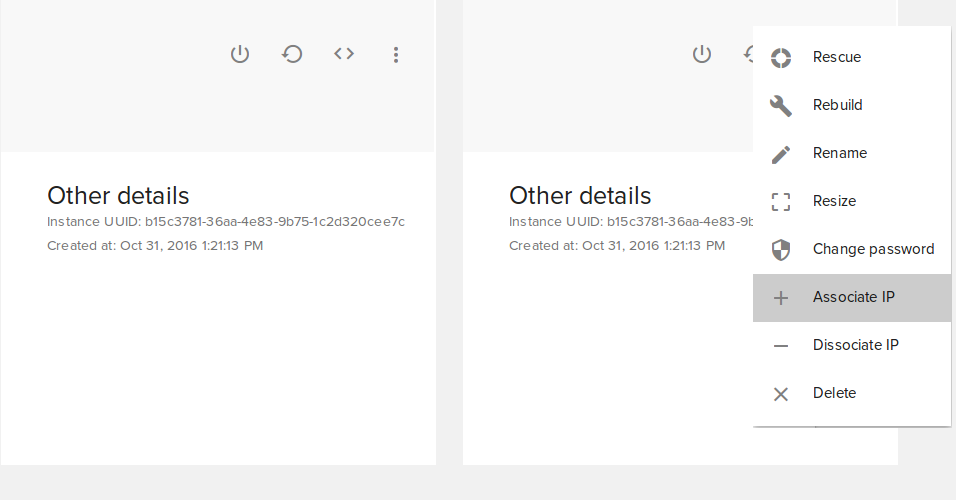 Other details
Instance UUID: b15c3781-36aa-4e83-9b75-1c2d320cee7c
Created at: Oct 31, 2016 1:21:13 PM
Other details
Instance UUID: b15c3781-36aa-4e83-9b
Created at: Oct 31, 2016 1:21:13 PM
Rescue
Rebuild
Rename
Resize
Change password
Associate IP
Dissociate IP
Delete